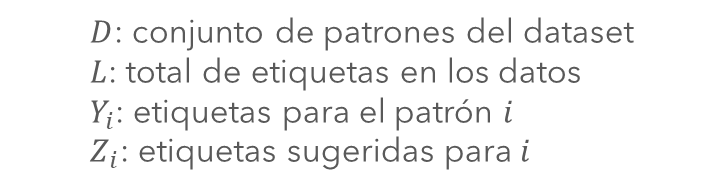 D: conjunto de patrones del dataset
L: total de etiquetas en los datos
Yᵢ: etiquetas para el patrón i
Zᵢ: etiquetas sugeridas para i